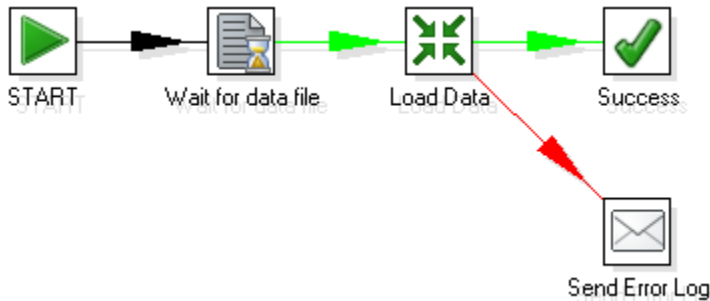 START
Wait for data file
Load Data
Success
Send Error Log